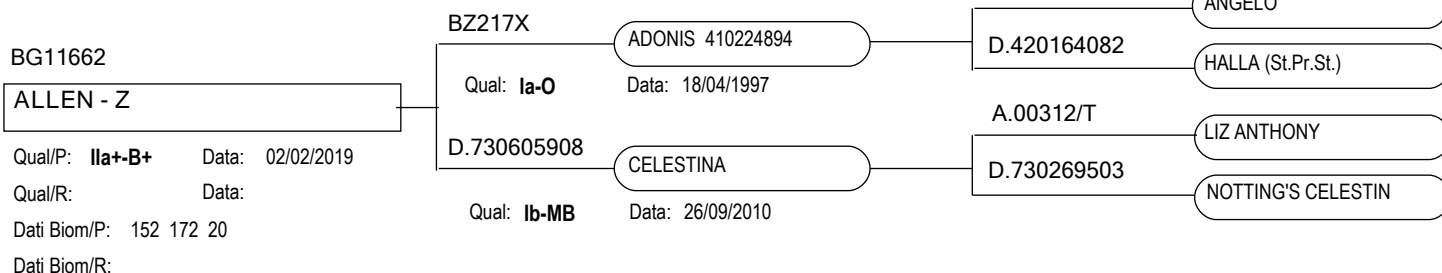 ANGELO
BZ217X
ADONIS 410224894
D.420164082
HALLA (St.Pr.St.)
BG11662
Qual: Ia-O Data: 18/04/1997
ALLEN - Z
A.00312/T
LIZ ANTHONY
Qual/P: IIa+-B+ Data: 02/02/2019
D.730605908
CELESTINA
D.730269503
NOTTING'S CELESTIN
Qual/R: Data:
Qual: Ib-MB Data: 26/09/2010
Dati Biom/P: 152 172 20
Dati Biom/R: